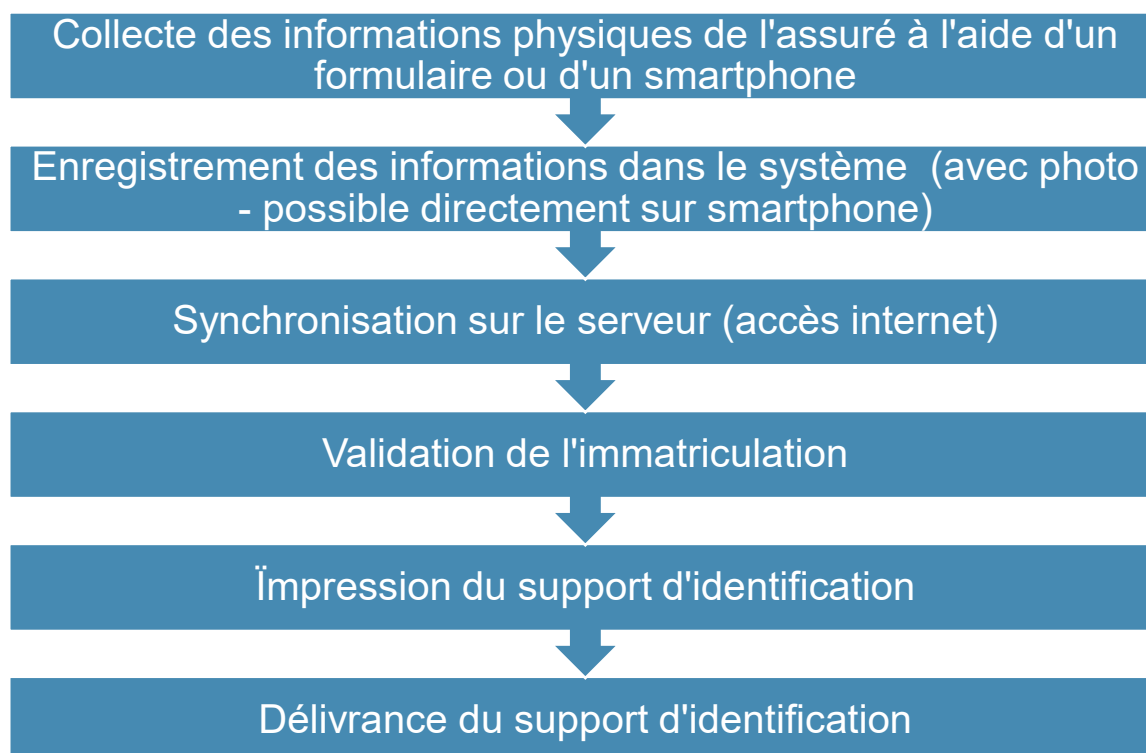 Collecte des informations physiques de l'assuré à l'aide d'un
formulaire ou d'un smartphone
Enregistrement des informations dans le système  (avec photo
- possible directement sur smartphone)
Synchronisation sur le serveur (accès internet)
Validation de l'immatriculation
Ïmpression du support d'identification
Délivrance du support d'identification